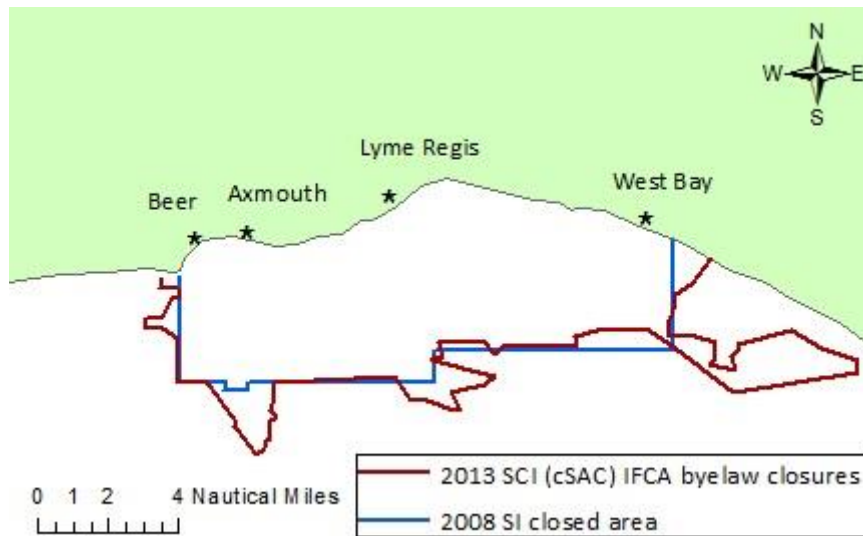 N
W E
S
Lyme Regis
Beer
Axmouth
West Bay
0 1 2 4 Nautical Miles
2013 SCI (cSAC) IFCA byelaw closures
2008 SI closed area